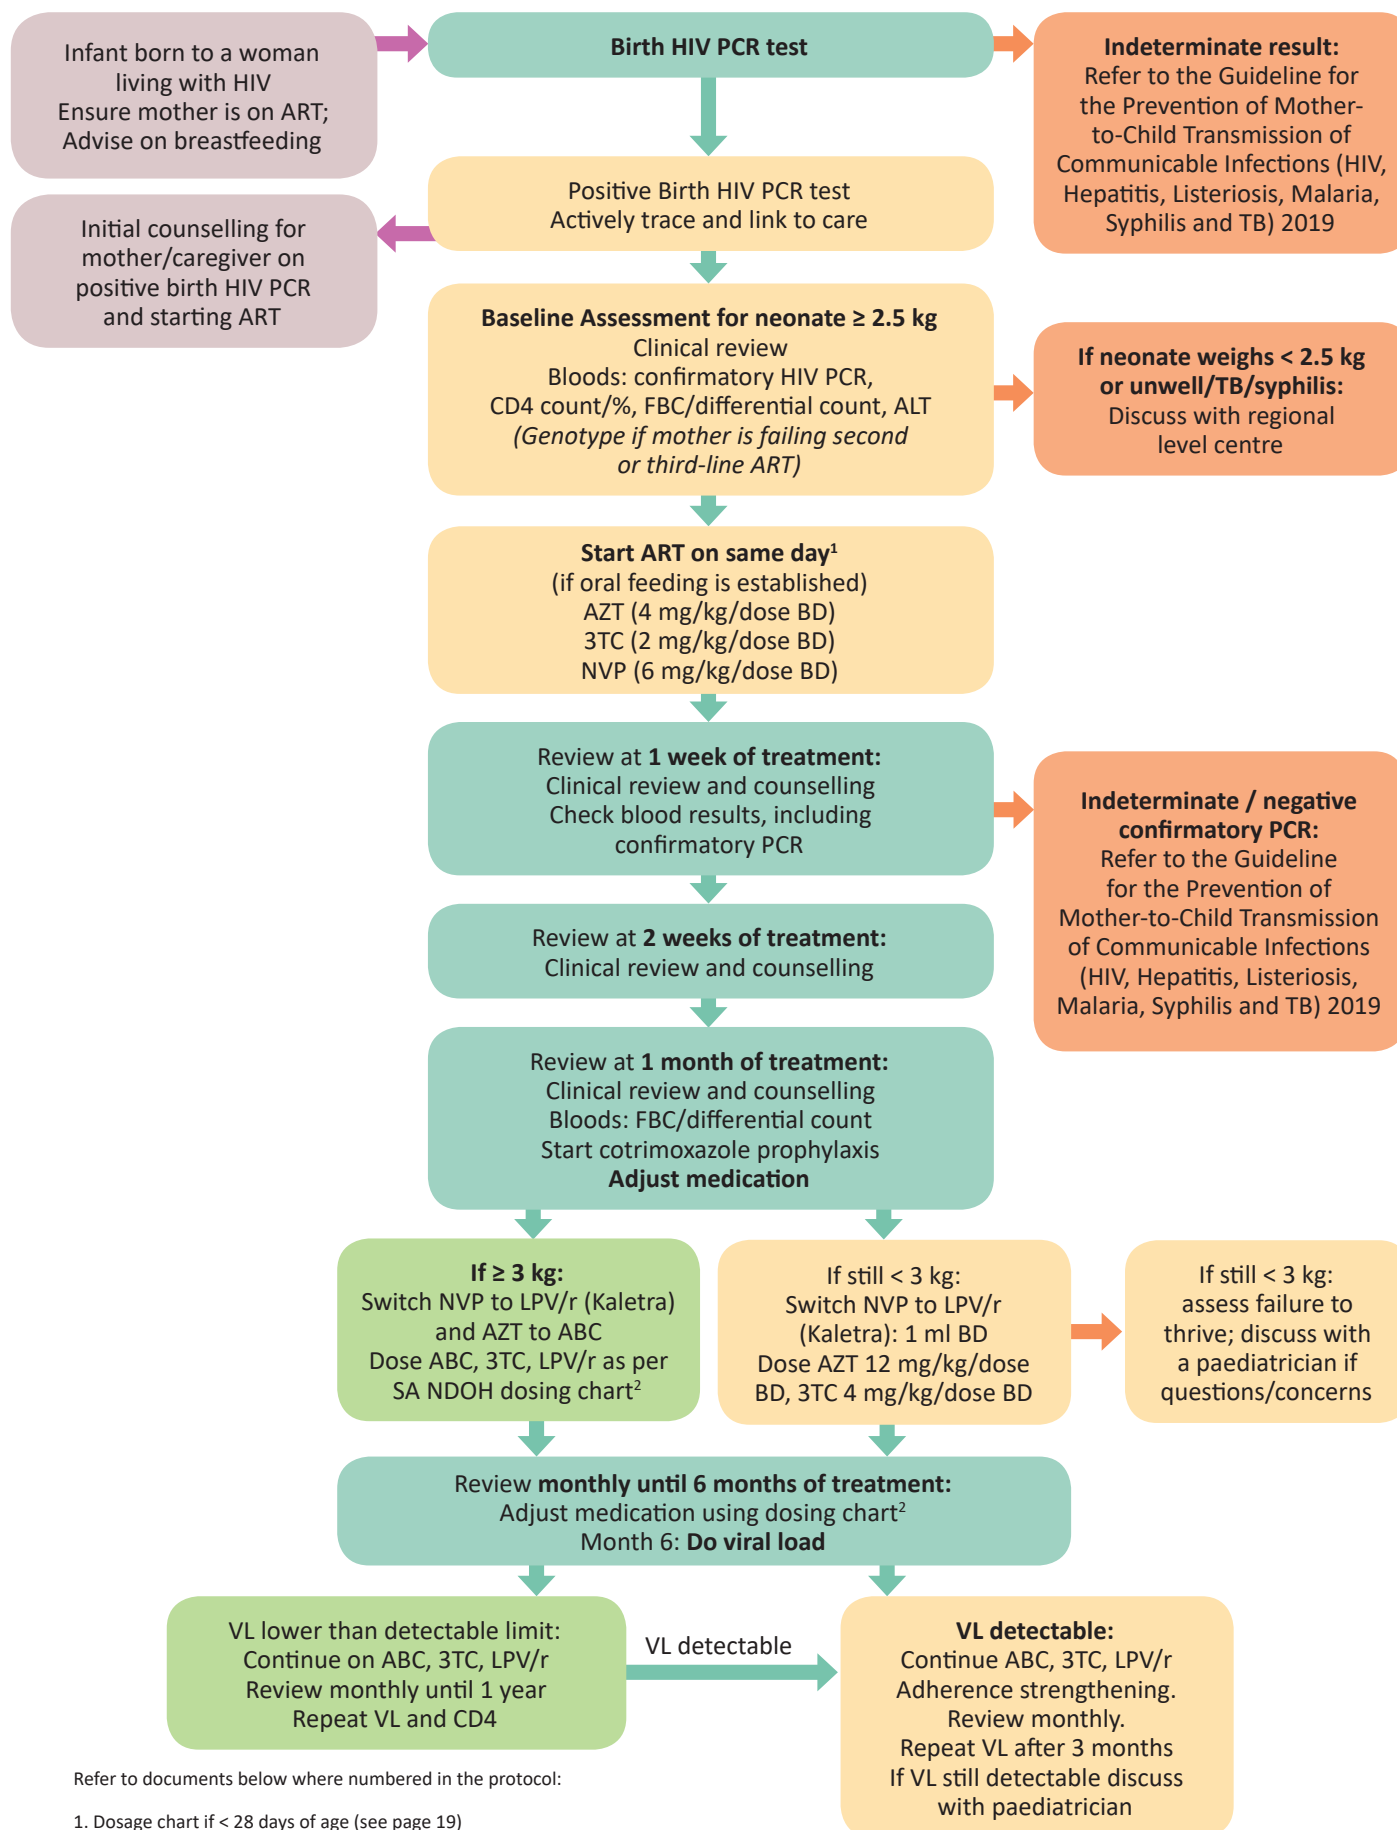 Infant born to a woman
living with HIV
Ensure mother is on ART;
Advise on breastfeeding
Birth HIV PCR test
Indeterminate result:
Refer to the Guideline for
the Prevention of Mother-
to-Child Transmission of
Communicable Infections (HIV,
Hepatitis, Listeriosis, Malaria,
Syphilis and TB) 2019
Positive Birth HIV PCR test
Actively trace and link to care
Initial counselling for
mother/caregiver on
positive birth HIV PCR
and starting ART
Baseline Assessment for neonate ≥ 2.5 kg
Clinical review
Bloods: confirmatory HIV PCR,
CD4 count/%, FBC/differential count, ALT
(Genotype if mother is failing second
or third-line ART)
If neonate weighs < 2.5 kg
or unwell/TB/syphilis:
Discuss with regional
level centre
Start ART on same day¹
(if oral feeding is established)
AZT (4 mg/kg/dose BD)
3TC (2 mg/kg/dose BD)
NVP (6 mg/kg/dose BD)
Review at 1 week of treatment:
Clinical review and counselling
Check blood results, including
confirmatory PCR
Indeterminate / negative
confirmatory PCR:
Refer to the Guideline
for the Prevention of
Mother-to-Child Transmission
of Communicable Infections
(HIV, Hepatitis, Listeriosis,
Malaria, Syphilis and TB) 2019
Review at 2 weeks of treatment:
Clinical review and counselling
Review at 1 month of treatment:
Clinical review and counselling
Bloods: FBC/differential count
Start cotrimoxazole prophylaxis
Adjust medication
If ≥ 3 kg:
Switch NVP to LPV/r (Kaletra)
and AZT to ABC
Dose ABC, 3TC, LPV/r as per
SA NDOH dosing chart²
If still < 3 kg:
Switch NVP to LPV/r
(Kaletra): 1 ml BD
Dose AZT 12 mg/kg/dose
BD, 3TC 4 mg/kg/dose BD
If still < 3 kg:
assess failure to
thrive; discuss with
a paediatrician if
questions/concerns
Review monthly until 6 months of treatment:
Adjust medication using dosing chart²
Month 6: Do viral load
VL lower than detectable limit:
Continue on ABC, 3TC, LPV/r
Review monthly until 1 year
Repeat VL and CD4
VL detectable
VL detectable:
Continue ABC, 3TC, LPV/r
Adherence strengthening.
Review monthly.
Repeat VL after 3 months
If VL still detectable discuss
with paediatrician
Refer to documents below where numbered in the protocol:
1. Dosage chart if < 28 days of age (see page 19)